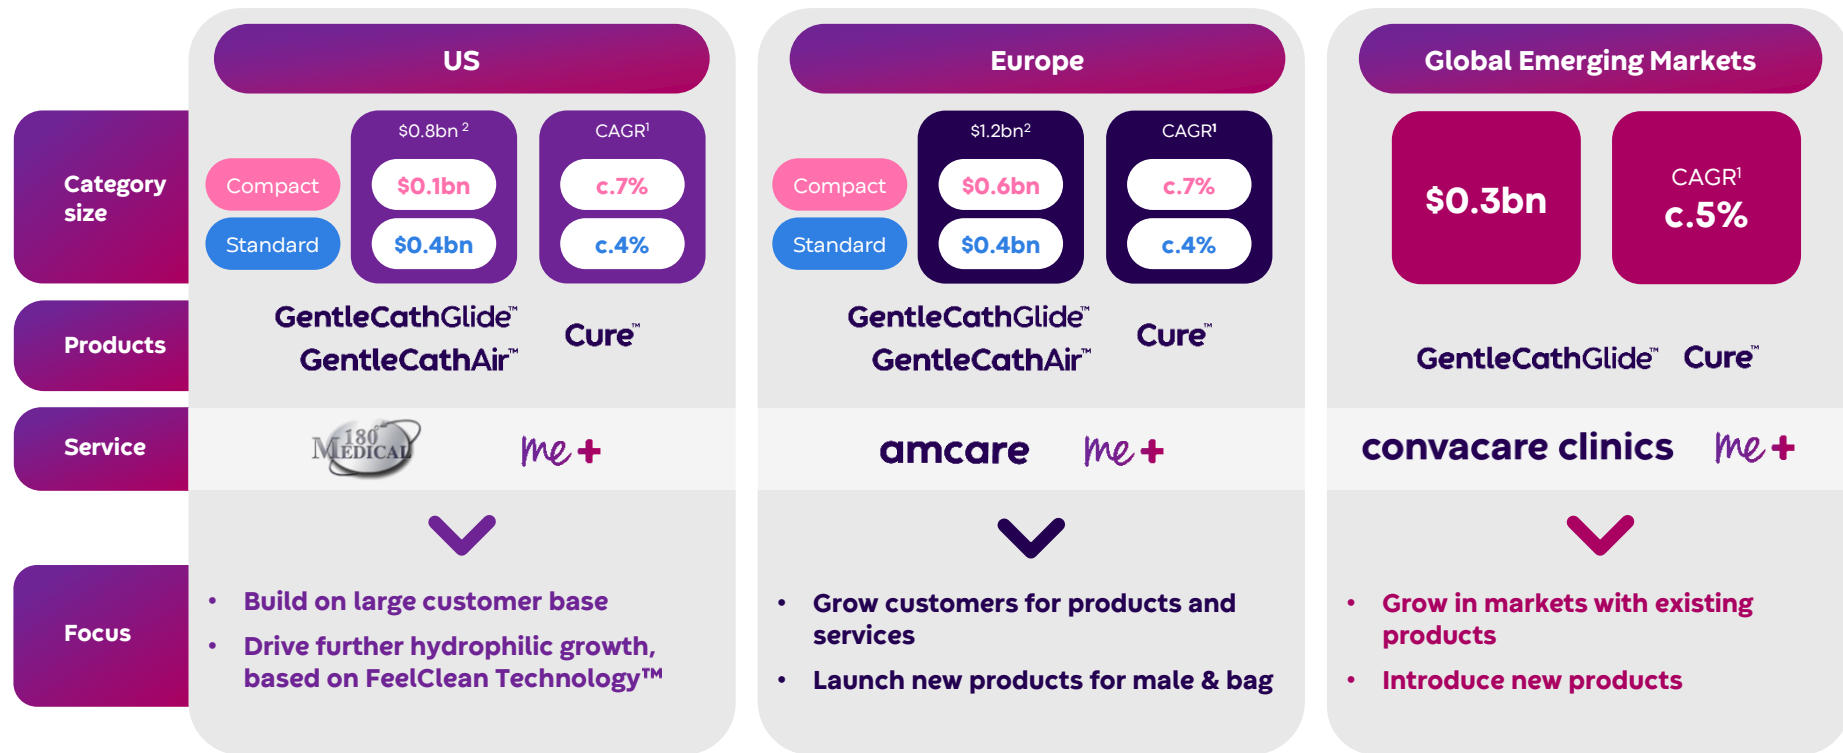 US
Europe
Global Emerging Markets
Category
size
$0.8bn ²
CAGR¹
Compact
$0.1bn
c.7%
Standard
$0.4bn
c.4%
$1.2bn²
CAGR¹
Compact
$0.6bn
c.7%
Standard
$0.4bn
c.4%
$0.3bn
CAGR¹
c.5%
Products
GentleCathGlide™
GentleCathAir™
Cure™
GentleCathGlide™
GentleCathAir™
Cure™
GentleCathGlide™ Cure™
Service
180°
MEDICAL
me+
amcare
me+
convacare clinics
me+
Focus
• Build on large customer base
• Drive further hydrophilic growth,
based on FeelClean Technology™
• Grow customers for products and
services
• Launch new products for male & bag
• Grow in markets with existing
products
• Introduce new products